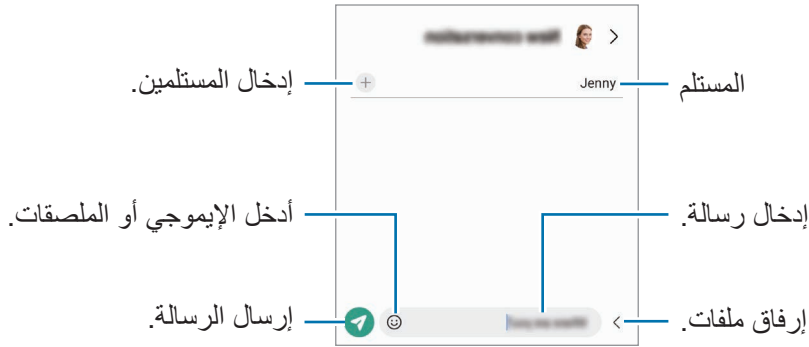 المستلم
Jenny
إدخال المستلمين.
إدخال رسالة.
أدخل الإيموجي أو الملصقات.
إرفاق ملفات.
إرسال الرسالة.